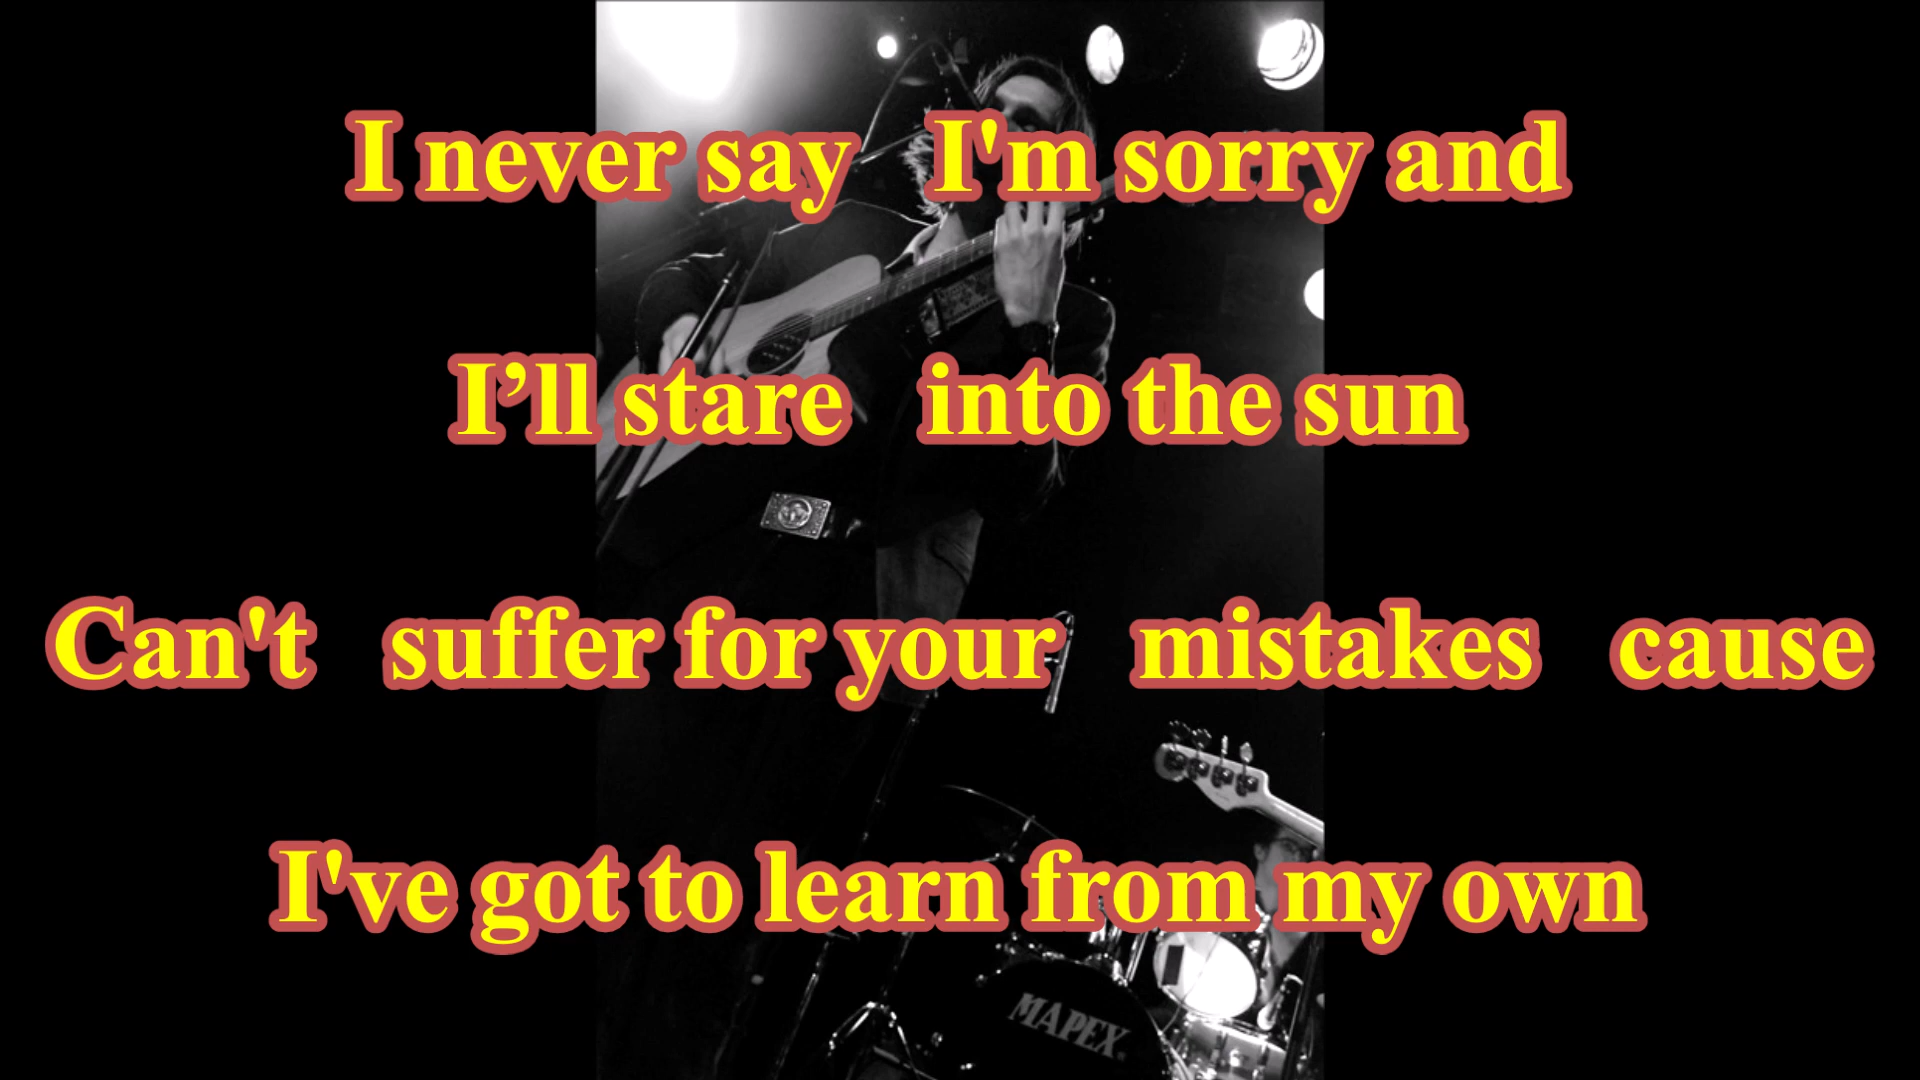 I never say   I'm sorry and
I’ll stare   into the sun
Can't   suffer for your   mistakes   cause
I've got to learn from my own
MAPEX